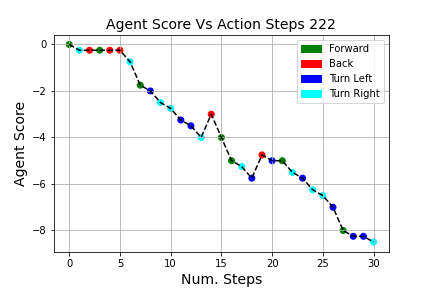 Agent Score Vs Action Steps 222
Forward
Back
Turn Left
Turn Right
Agent Score
0
−2
−4
−6
−8
0 5 10 15 20 25 30
Num. Steps